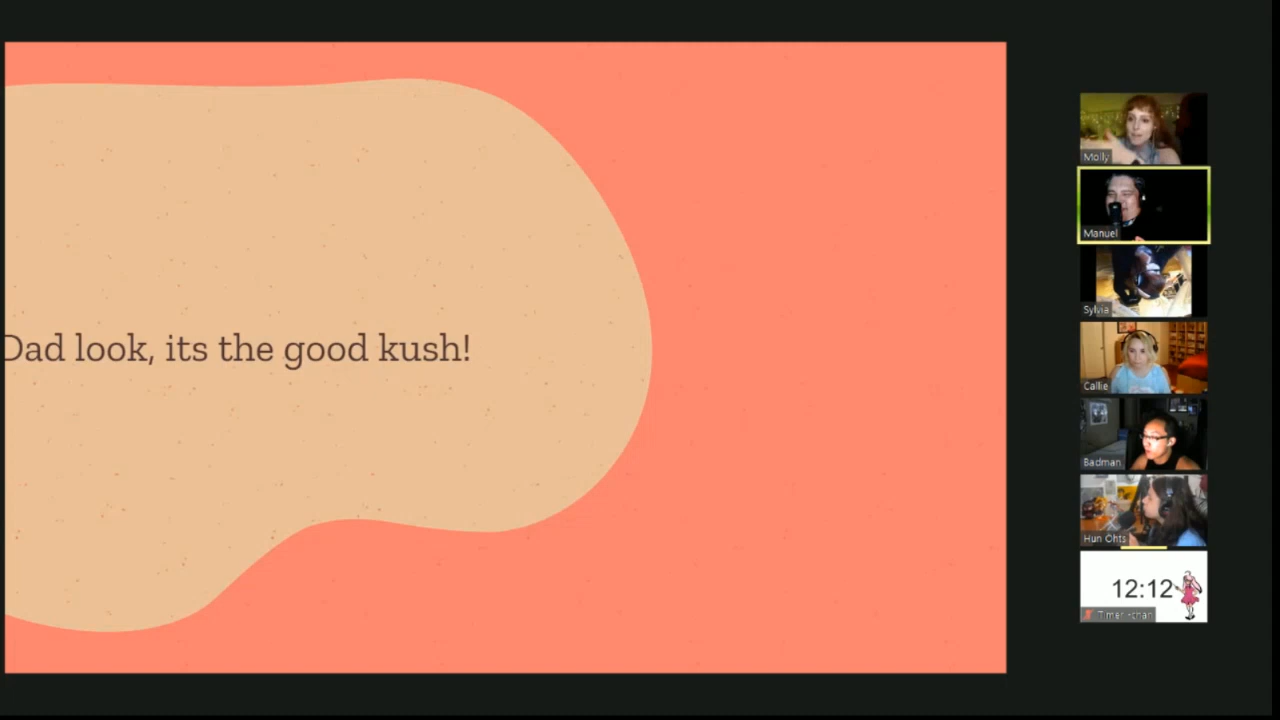 Dad look, its the good kush!
Molly
Manuel
Sylvia
Callie
Badman
Hun Ohts
12:12
Timer -chan